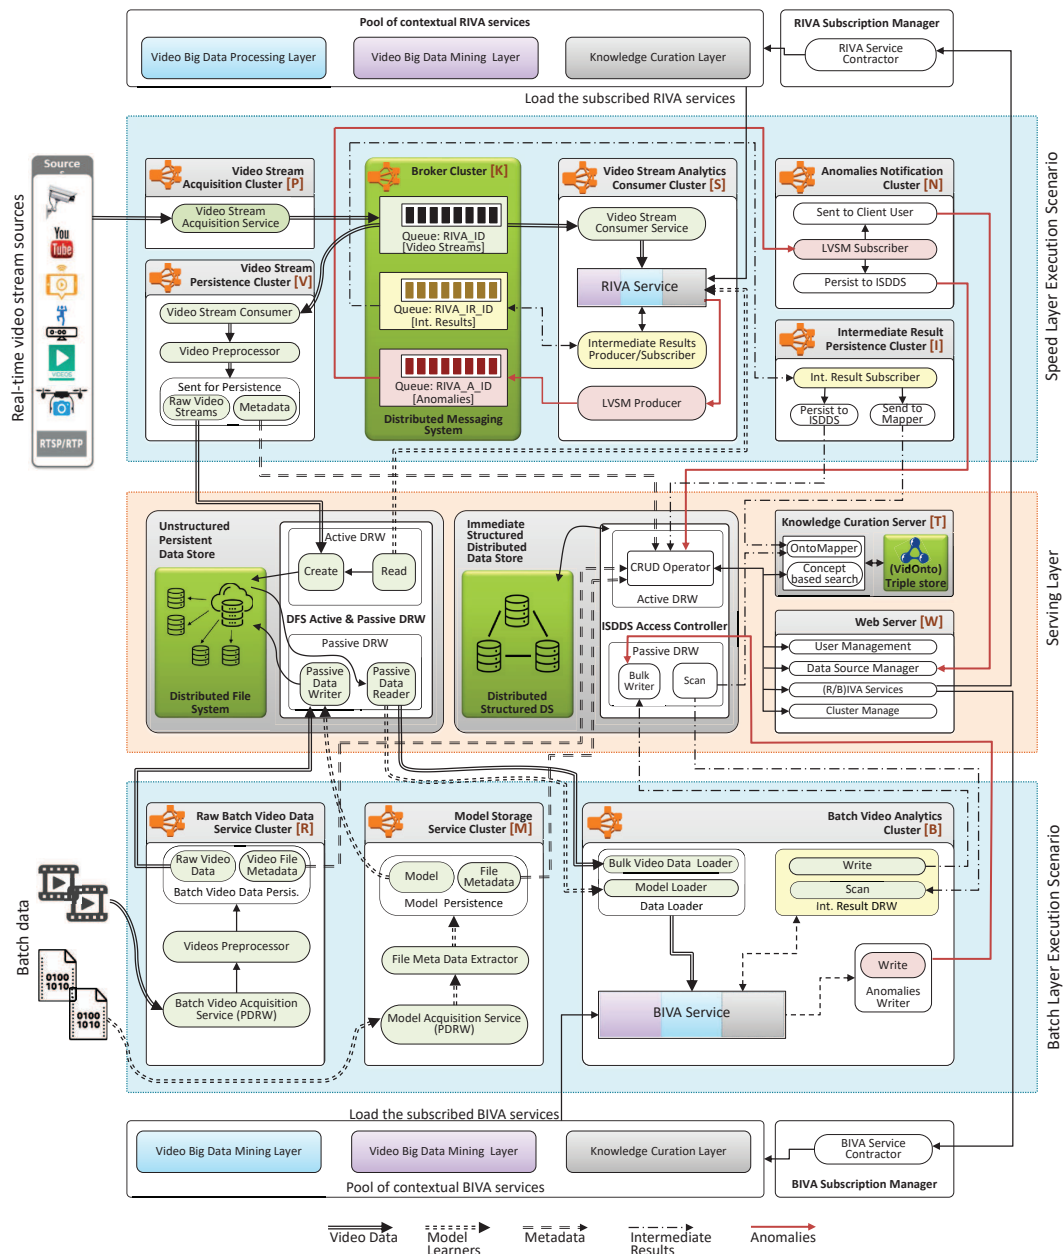 Pool of contextual RIVA services
RIVA Subscription Manager
Video Big Data Processing Layer
Video Big Data Mining Layer
Knowledge Curation Layer
RIVA Service
Contractor
Load the subscribed RIVA services
Real-time video stream sources
Source
You
Tube
VIDEOS
RTSP/RTP
Speed Layer Execution Scenario
Video Stream
Acquisition Cluster [P]
Video Stream
Acquisition Service
Video Stream
Persistence Cluster [V]
Video Stream Consumer
Video Preprocessor
Sent for Persistence
Raw Video
Streams
Metadata
Broker Cluster [K]
Queue: RIVA_ID
[Video Streams]
Queue: RIVA_IR_ID
[Int. Results]
Queue: RIVA_A_ID
[Anomalies]
Distributed Messaging
System
Video Stream Analytics
Consumer Cluster [S]
Video Stream
Consumer Service
RIVA Service
Intermediate Results
Producer/Subscriber
LVSM Producer
Anomalies Notification
Cluster [N]
Sent to Client User
LVSM Subscriber
Persist to ISDDS
Intermediate Result
Persistence Cluster [I]
Int. Result Subscriber
Persist to
ISDDS
Send to
Mapper
Serving Layer
Unstructured
Persistent
Data Store
Active DRW
Create
Read
DFS Active & Passive DRW
Passive DRW
Passive
Data
Writer
Passive
Data
Reader
Distributed File
System
Immediate
Structured
Distributed
Data Store
CRUD Operator
Active DRW
ISDDS Access Controller
Passive DRW
Bulk
Writer
Scan
Distributed
Structured DS
Knowledge Curation Server [T]
OntoMapper
Concept
based search
(VidOnto)
Triple store
Web Server [W]
User Management
Data Source Manager
(R/B)IVA Services
Cluster Manage
Batch Layer Execution Scenario
Batch data
0100
1010
0100
1010
Raw Batch Video Data
Service Cluster [R]
Raw Video
Data
Video File
Metadata
Batch Video Data Persis.
Videos Preprocessor
Batch Video Acquisition
Service (PDRW)
Model Storage
Service Cluster [M]
Model
File
Metadata
Model Persistence
File Meta Data Extractor
Model Acquisition Service
(PDRW)
Batch Video Analytics
Cluster [B]
Bulk Video Data Loader
Model Loader
Data Loader
Write
Scan
Int. Result DRW
BIVA Service
Write
Anomalies
Writer
Load the subscribed BIVA services
Video Big Data Mining Layer
Video Big Data Mining Layer
Knowledge Curation Layer
Pool of contextual BIVA services
BIVA Service
Contractor
BIVA Subscription Manager
Video Data
Model
Learners
Metadata
Intermediate
Results
Anomalies